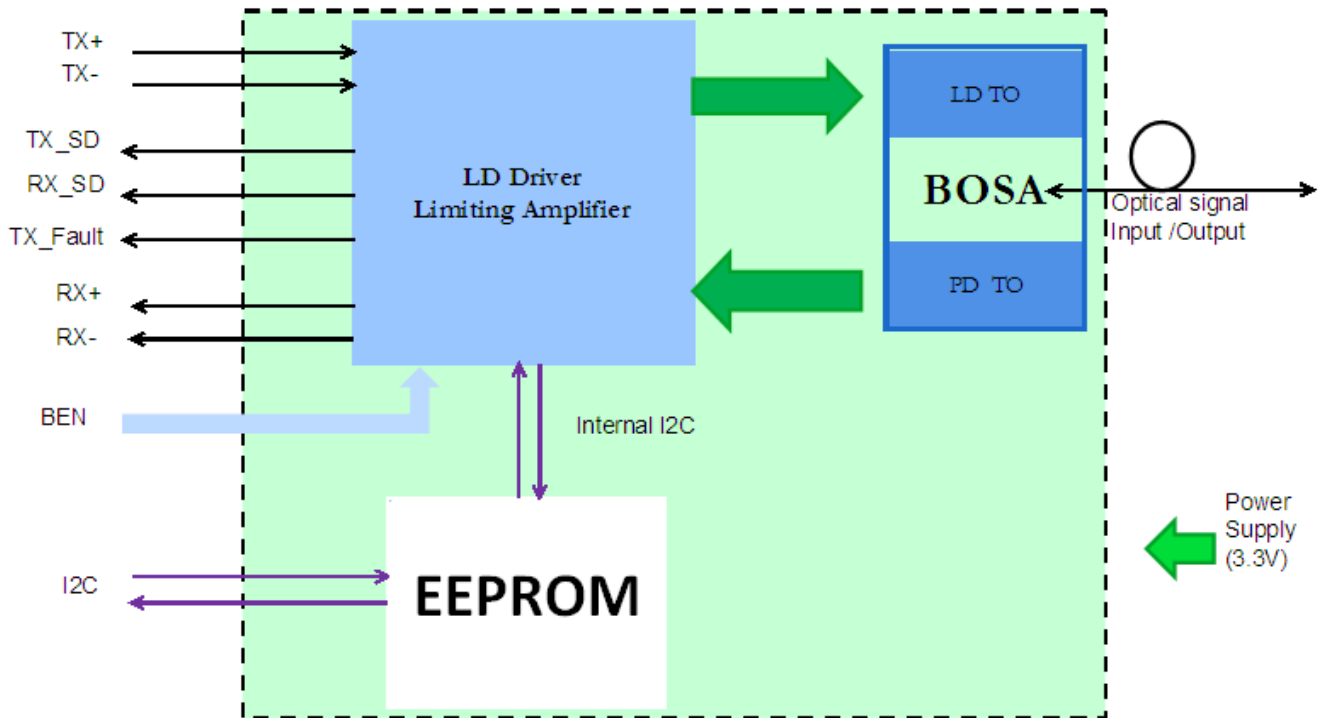 TX+
TX-
TX_SD
RX_SD
TX_Fault
RX+
RX-
BEN
I2C
LD Driver
Limiting Amplifier
Internal I2C
EEPROM
LD TO
BOSA
PD TO
Optical signal
Input /Output
Power
Supply
(3.3V)